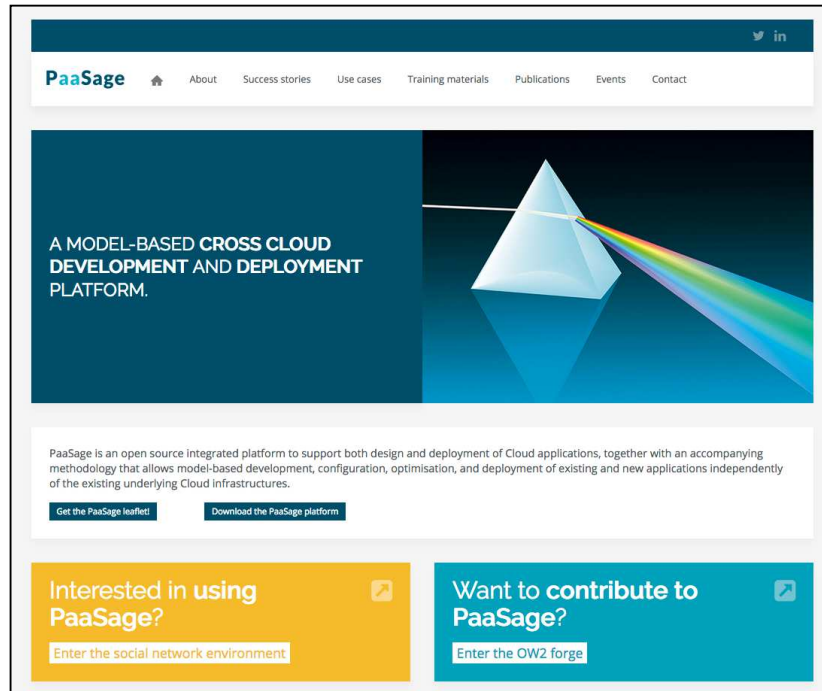 in
PaaSage
About
Success stories
Use cases
Training materials
Publications
Events
Contact
A MODEL-BASED CROSS CLOUD
DEVELOPMENT AND DEPLOYMENT
PLATFORM.
PaaSage is an open source integrated platform to support both design and deployment of Cloud applications, together with an accompanying
methodology that allows model-based development, configuration, optimisation, and deployment of existing and new applications independently
of the existing underlying Cloud infrastructures.
Get the PaaSage leaflet!
Download the PaaSage platform
Interested in using
PaaSage?
Enter the social network environment
Want to contribute to
PaaSage?
Enter the OW2 forge